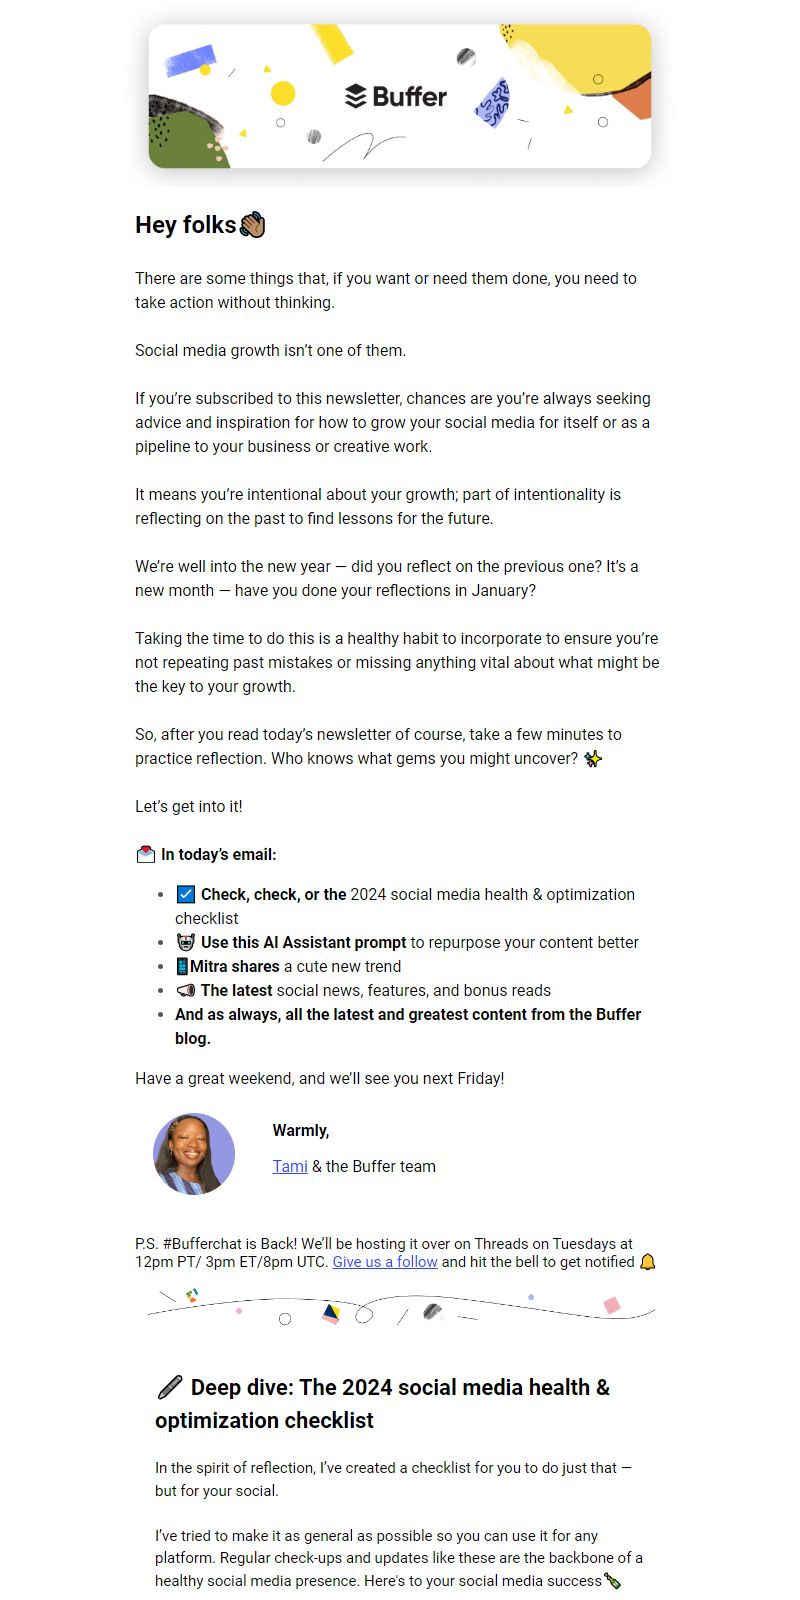 Buffer
Hey folks👋🏽
There are some things that, if you want or need them done, you need to
take action without thinking.
Social media growth isn’t one of them.
If you’re subscribed to this newsletter, chances are you’re always seeking
advice and inspiration for how to grow your social media for itself or as a
pipeline to your business or creative work.
It means you’re intentional about your growth; part of intentionality is
reflecting on the past to find lessons for the future.
We’re well into the new year — did you reflect on the previous one? It’s a
new month — have you done your reflections in January?
Taking the time to do this is a healthy habit to incorporate to ensure you’re
not repeating past mistakes or missing anything vital about what might be
the key to your growth.
So, after you read today’s newsletter of course, take a few minutes to
practice reflection. Who knows what gems you might uncover? ✨
Let’s get into it!
💌 In today’s email:
• ☑️ Check, check, or the 2024 social media health & optimization
checklist
• 🤖 Use this AI Assistant prompt to repurpose your content better
• 📱Mitra shares a cute new trend
• 📣 The latest social news, features, and bonus reads
• And as always, all the latest and greatest content from the Buffer
blog.
Have a great weekend, and we’ll see you next Friday!
Warmly,
Tami & the Buffer team
P.S. #Bufferchat is Back! We’ll be hosting it over on Threads on Tuesdays at
12pm PT/ 3pm ET/8pm UTC. Give us a follow and hit the bell to get notified 🔔
🖊️ Deep dive: The 2024 social media health &
optimization checklist
In the spirit of reflection, I’ve created a checklist for you to do just that —
but for your social.
I’ve tried to make it as general as possible so you can use it for any
platform. Regular check-ups and updates like these are the backbone of a
healthy social media presence. Here's to your social media success🍾